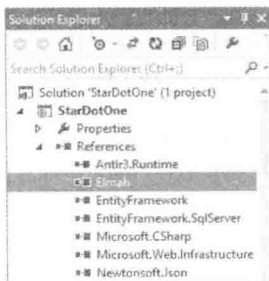 Solution Explorer
Search Solution Explorer (Ctrl+;)
Solution 'StarDotOne' (1 project)
StarDotOne
Properties
References
Antlr3.Runtime
Elmah
EntityFramework
EntityFramework.SqlServer
Microsoft.CSharp
Microsoft.Web.Infrastructure
Newtonsoft.Json